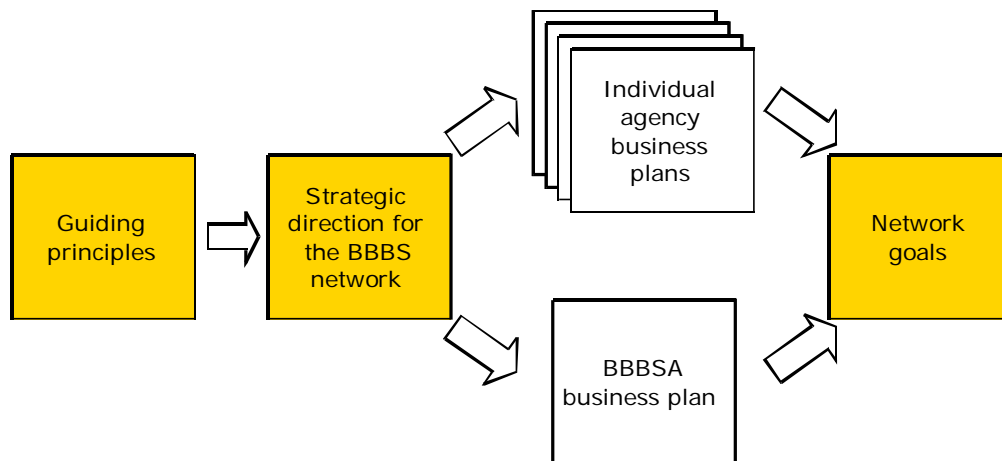 Guiding
principles
Strategic
direction for
the BBBS
network
Individual
agency
business
plans
BBBSA
business plan
Network
goals